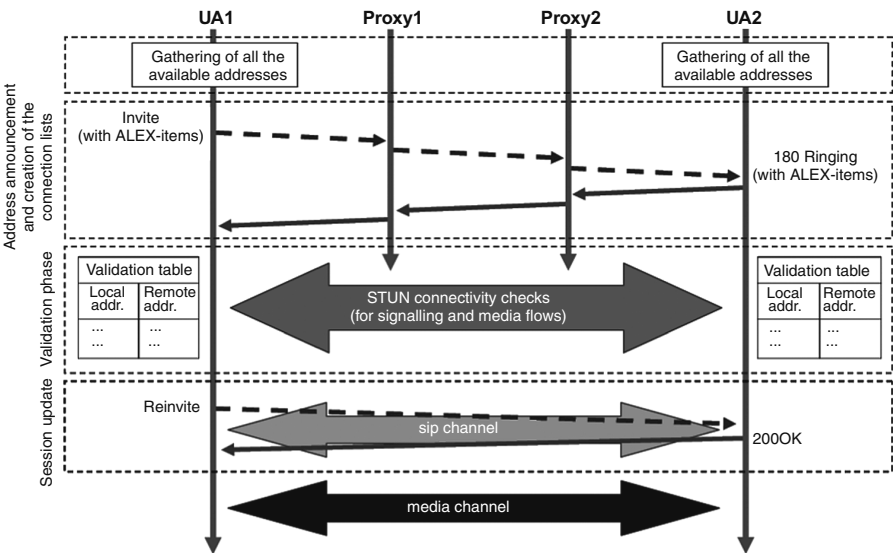 UA1 Proxy1 Proxy2 UA2
Gathering of all the
available addresses
Gathering of all the
available addresses
Address announcement
and creation of the
connection lists
Invite
(with ALEX-items)
180 Ringing
(with ALEX-items)
Validation phase
Validation table
Local
addr.
Remote
addr.
... ...
... ...
STUN connectivity checks
(for signalling and media flows)
Validation table
Local
addr.
Remote
addr.
... ...
... ...
Session update
Reinvite
sip channel
200OK
media channel